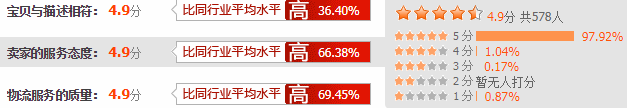 宝贝与描述相符： 4.9分 比同行业平均水平 高 36.40%
卖家的服务态度： 4.9分 比同行业平均水平 高 66.38%
物流服务的质量： 4.9分 比同行业平均水平 高 69.45%
4.9分 共578人
5分 97.92%
4分 1.04%
3分 0.17%
2分 暂无人打分
1分 0.87%